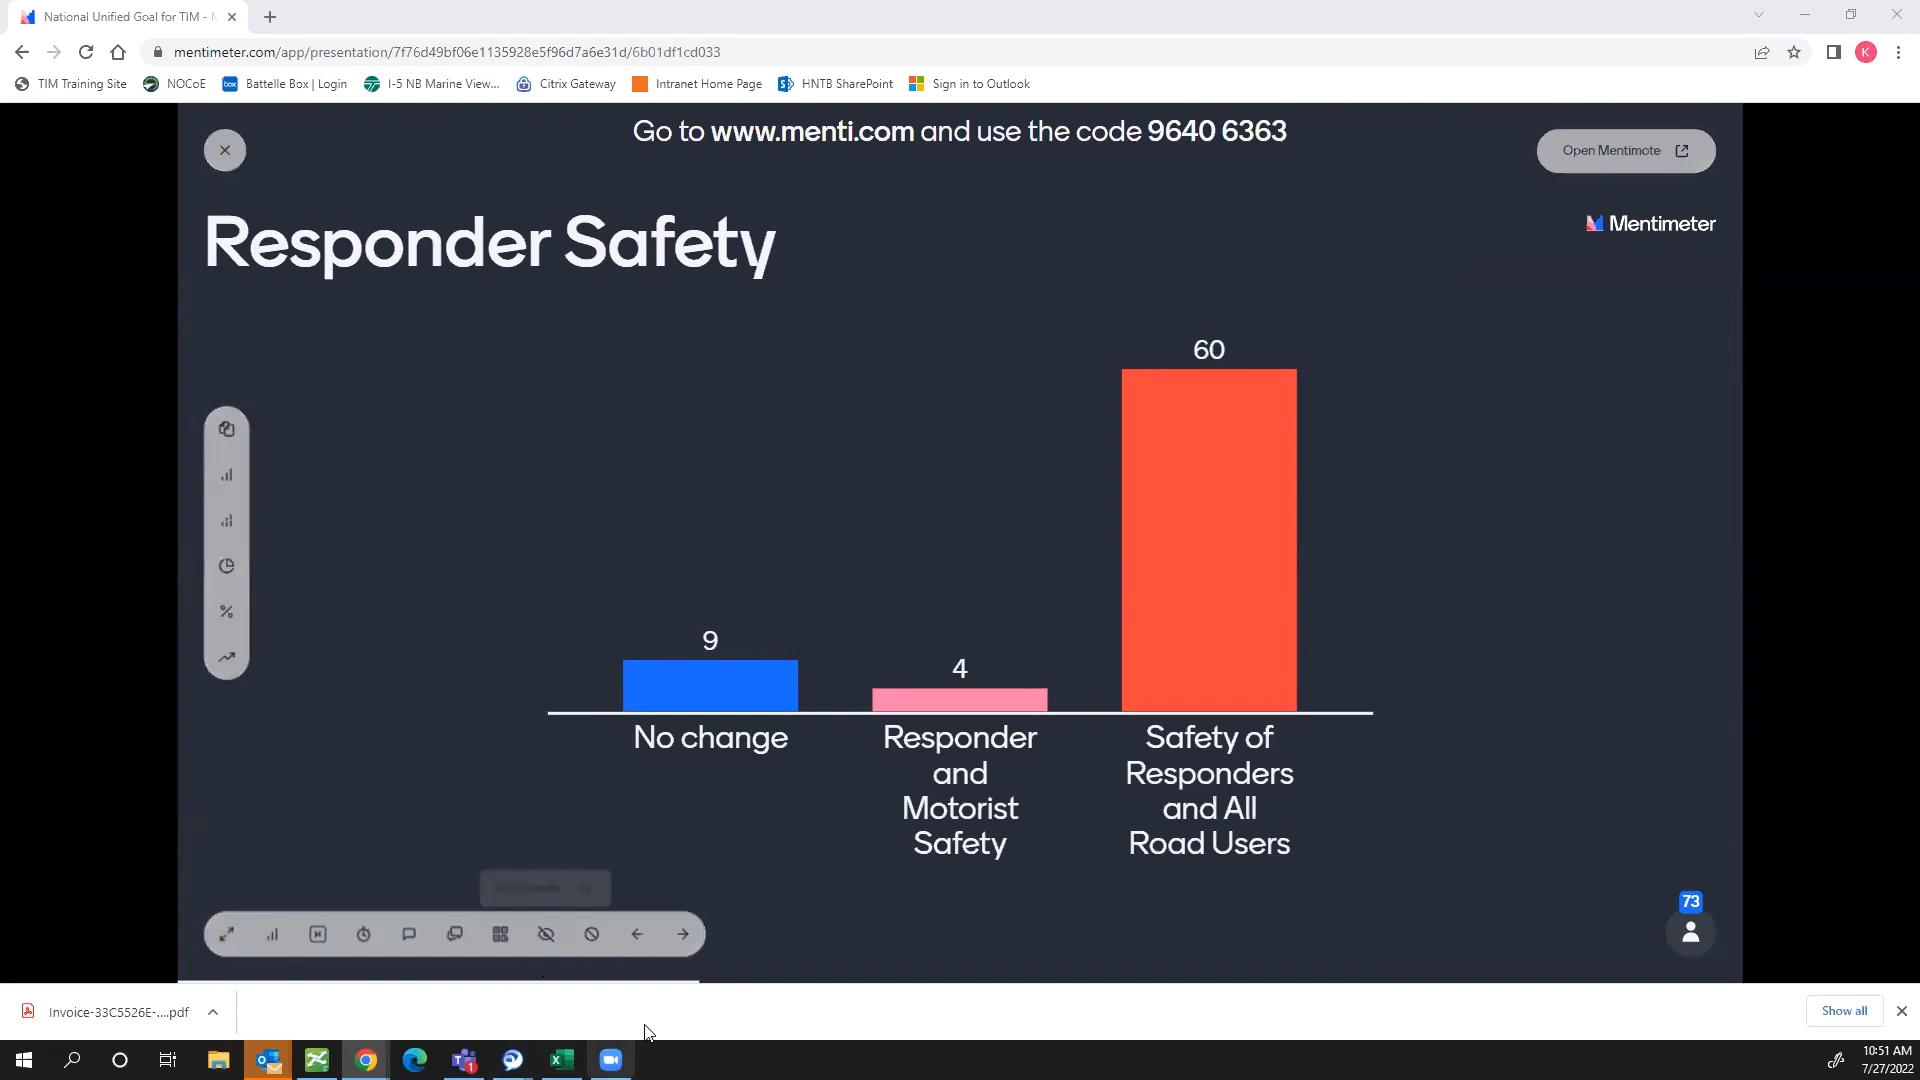 National Unified Goal for TIM - M
mentimeter.com/app/presentation/7f76d49bf06e1135928e5f96d7a6e31d/6b01df1cd033
K
TIM Training Site
NOCoE
box
Battelle Box | Login
I-5 NB Marine View...
Citrix Gateway
Intranet Home Page
HNTB SharePoint
Sign in to Outlook
Go to www.menti.com and use the code 9640 6363
Open Mentimote
Mentimeter
Responder Safety
60
9
4
No change
Responder
and
Motorist
Safety
Safety of
Responders
and All
Road Users
73
Invoice-33C5526E-....pdf
Show all
1
10:51 AM
7/27/2022